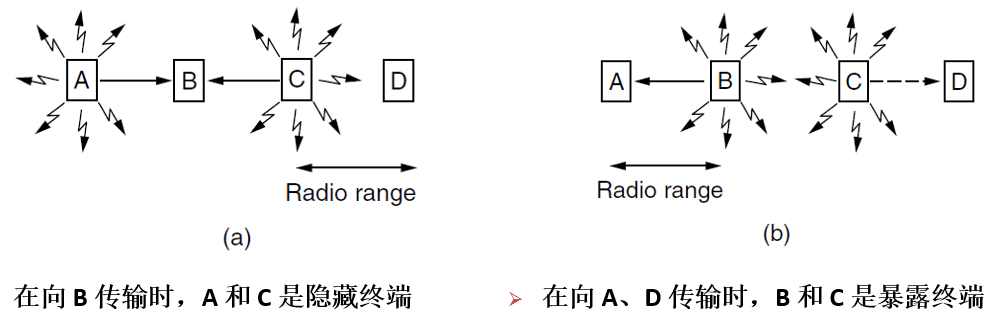 A B C D
Radio range
(a)
在向 B 传输时，A 和 C 是隐藏终端
A B C D
Radio range
(b)
➢ 在向 A、D 传输时，B 和 C 是暴露终端